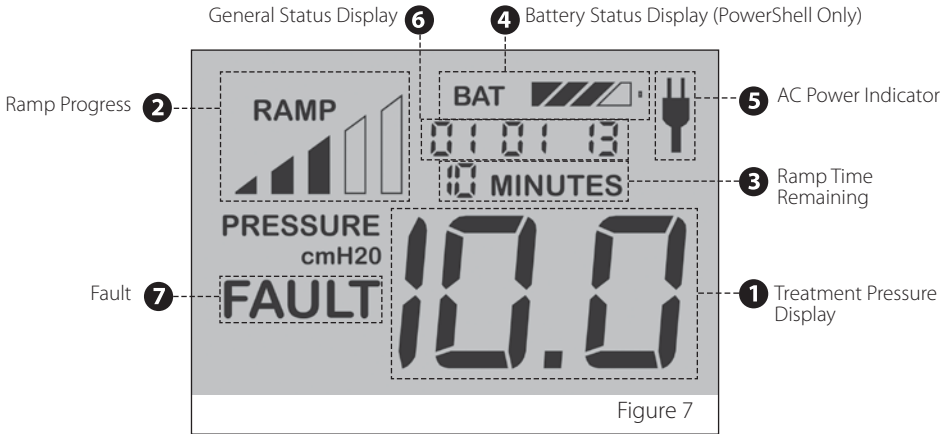 General Status Display 6
4 Battery Status Display (PowerShell Only)
Ramp Progress 2
RAMP
BAT
5 AC Power Indicator
01 01 13
10 MINUTES
3 Ramp Time
Remaining
PRESSURE
cmH20
Fault 7
FAULT
10.0
1 Treatment Pressure
Display
Figure 7